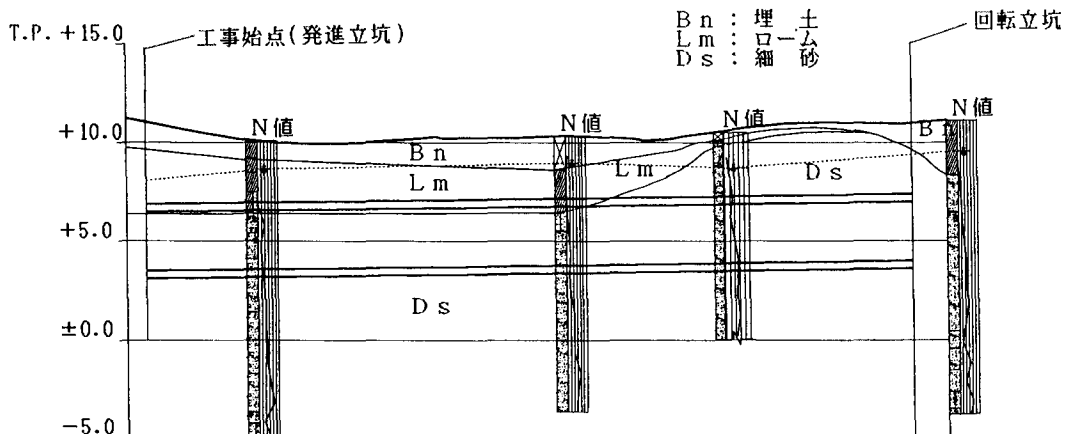 T.P. +15.0
工事始点(発進立坑)
Bn : 埋 土
Lm : ローム
Ds : 細 砂
回転立坑
+10.0
N値
N値
N値
N値
Bn
Bn
Lm
Lm
Ds
+5.0
Ds
±0.0
-5.0